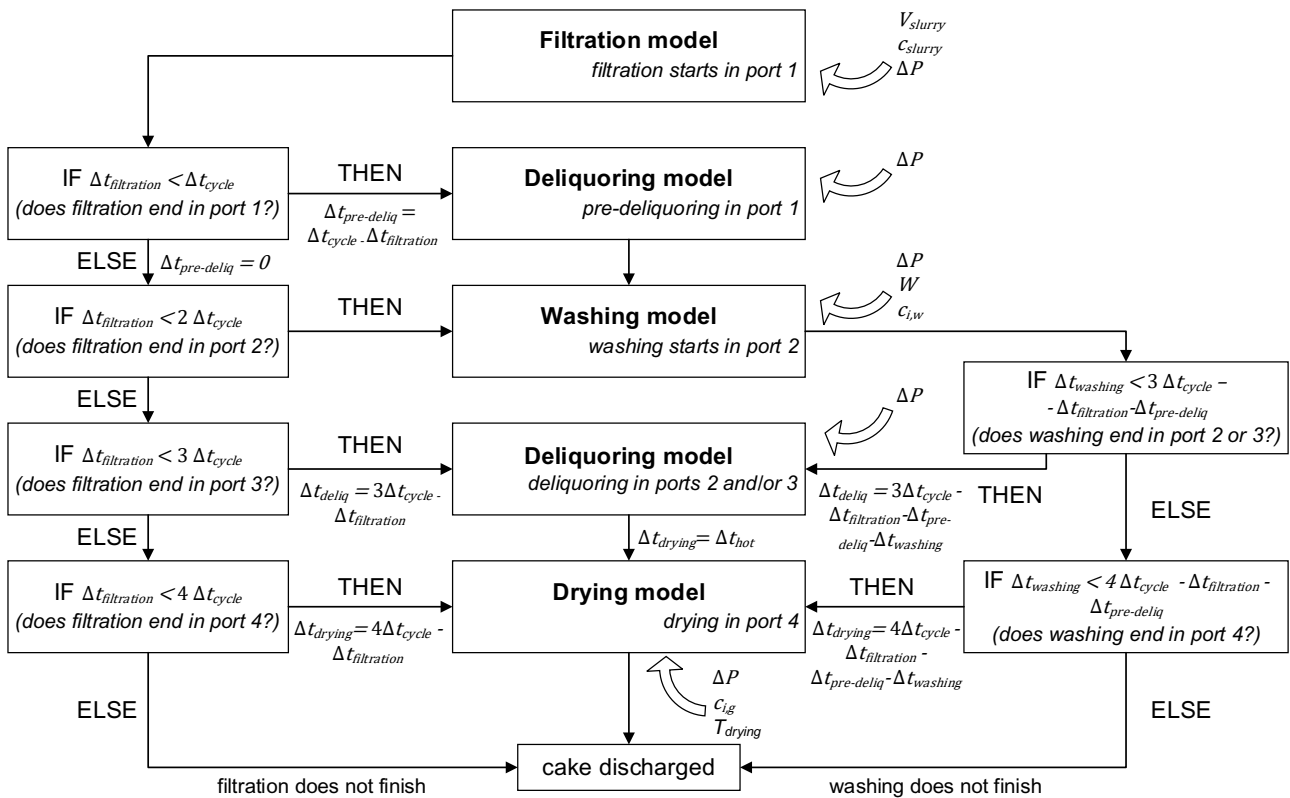 Filtration model
filtration starts in port 1
V_slurry
c_slurry
ΔP
IF Δt_filtration < Δt_cycle
(does filtration end in port 1?)
THEN
Δt_pre-deliq =
Δt_cycle - Δt_filtration
Deliquoring model
pre-deliquoring in port 1
ΔP
ELSE
Δt_pre-deliq = 0
IF Δt_filtration < 2 Δt_cycle
(does filtration end in port 2?)
THEN
Washing model
washing starts in port 2
ΔP
W
c_i,w
ELSE
IF Δt_washing < 3 Δt_cycle –
- Δt_filtration-Δt_pre-deliq
(does washing end in port 2 or 3?)
IF Δt_filtration < 3 Δt_cycle
(does filtration end in port 3?)
THEN
Δt_deliq = 3Δt_cycle -
Δt_filtration
Deliquoring model
deliquoring in ports 2 and/or 3
ΔP
THEN
Δt_deliq = 3Δt_cycle -
Δt_filtration-Δt_pre-
deliq-Δt_washing
ELSE
ELSE
Δt_drying = Δt_hot
IF Δt_filtration < 4 Δt_cycle
(does filtration end in port 4?)
THEN
Δt_drying = 4Δt_cycle -
Δt_filtration
Drying model
drying in port 4
THEN
Δt_drying = 4Δt_cycle -
Δt_filtration -
Δt_pre-deliq-Δt_washing
IF Δt_washing < 4 Δt_cycle - Δt_filtration -
Δt_pre-deliq
(does washing end in port 4?)
ΔP
c_i,g
T_drying
ELSE
ELSE
cake discharged
filtration does not finish
washing does not finish